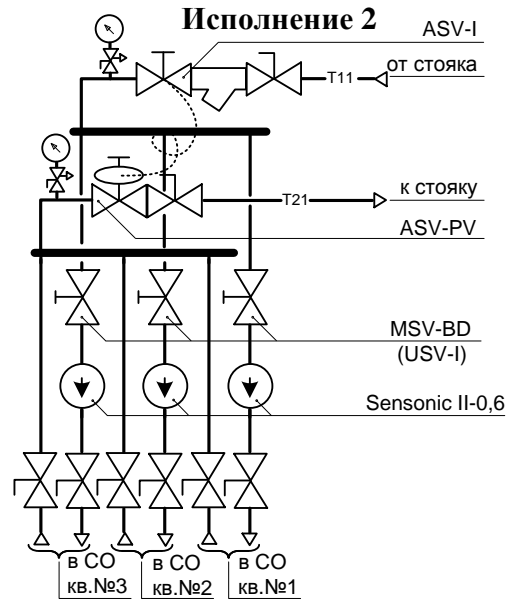 Исполнение 2
ASV-I
от стояка
T11
к стояку
T21
ASV-PV
MSV-BD
(USV-I)
Sensonic II-0,6
в СО
кв.№3
в СО
кв.№2
в СО
кв.№1